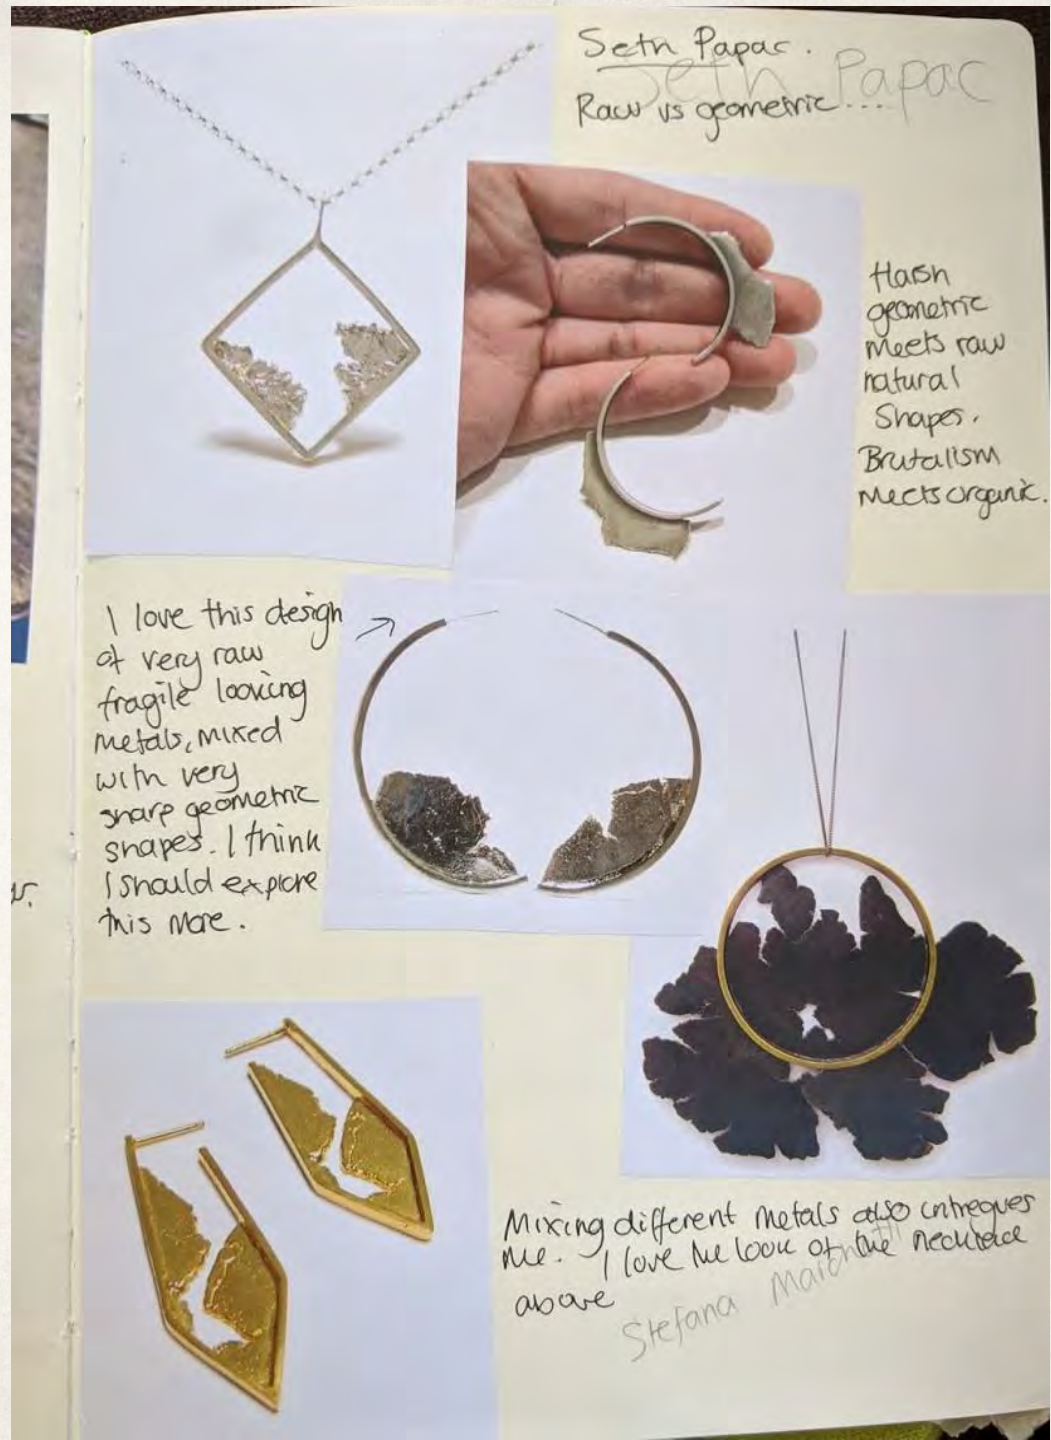 Seth Papac.
Seth Papac
Raw vs geometric....
Harsh
geometric
meets raw
natural
Shapes.
Brutalism
Meets organic.
I love this design
of very raw
fragile looking
metals, mixed
with very
sharp geometric
shapes. I think
I should explore
this more.
Mixing different metals also intregues
me. I love the look of the necklace
above
Stefana